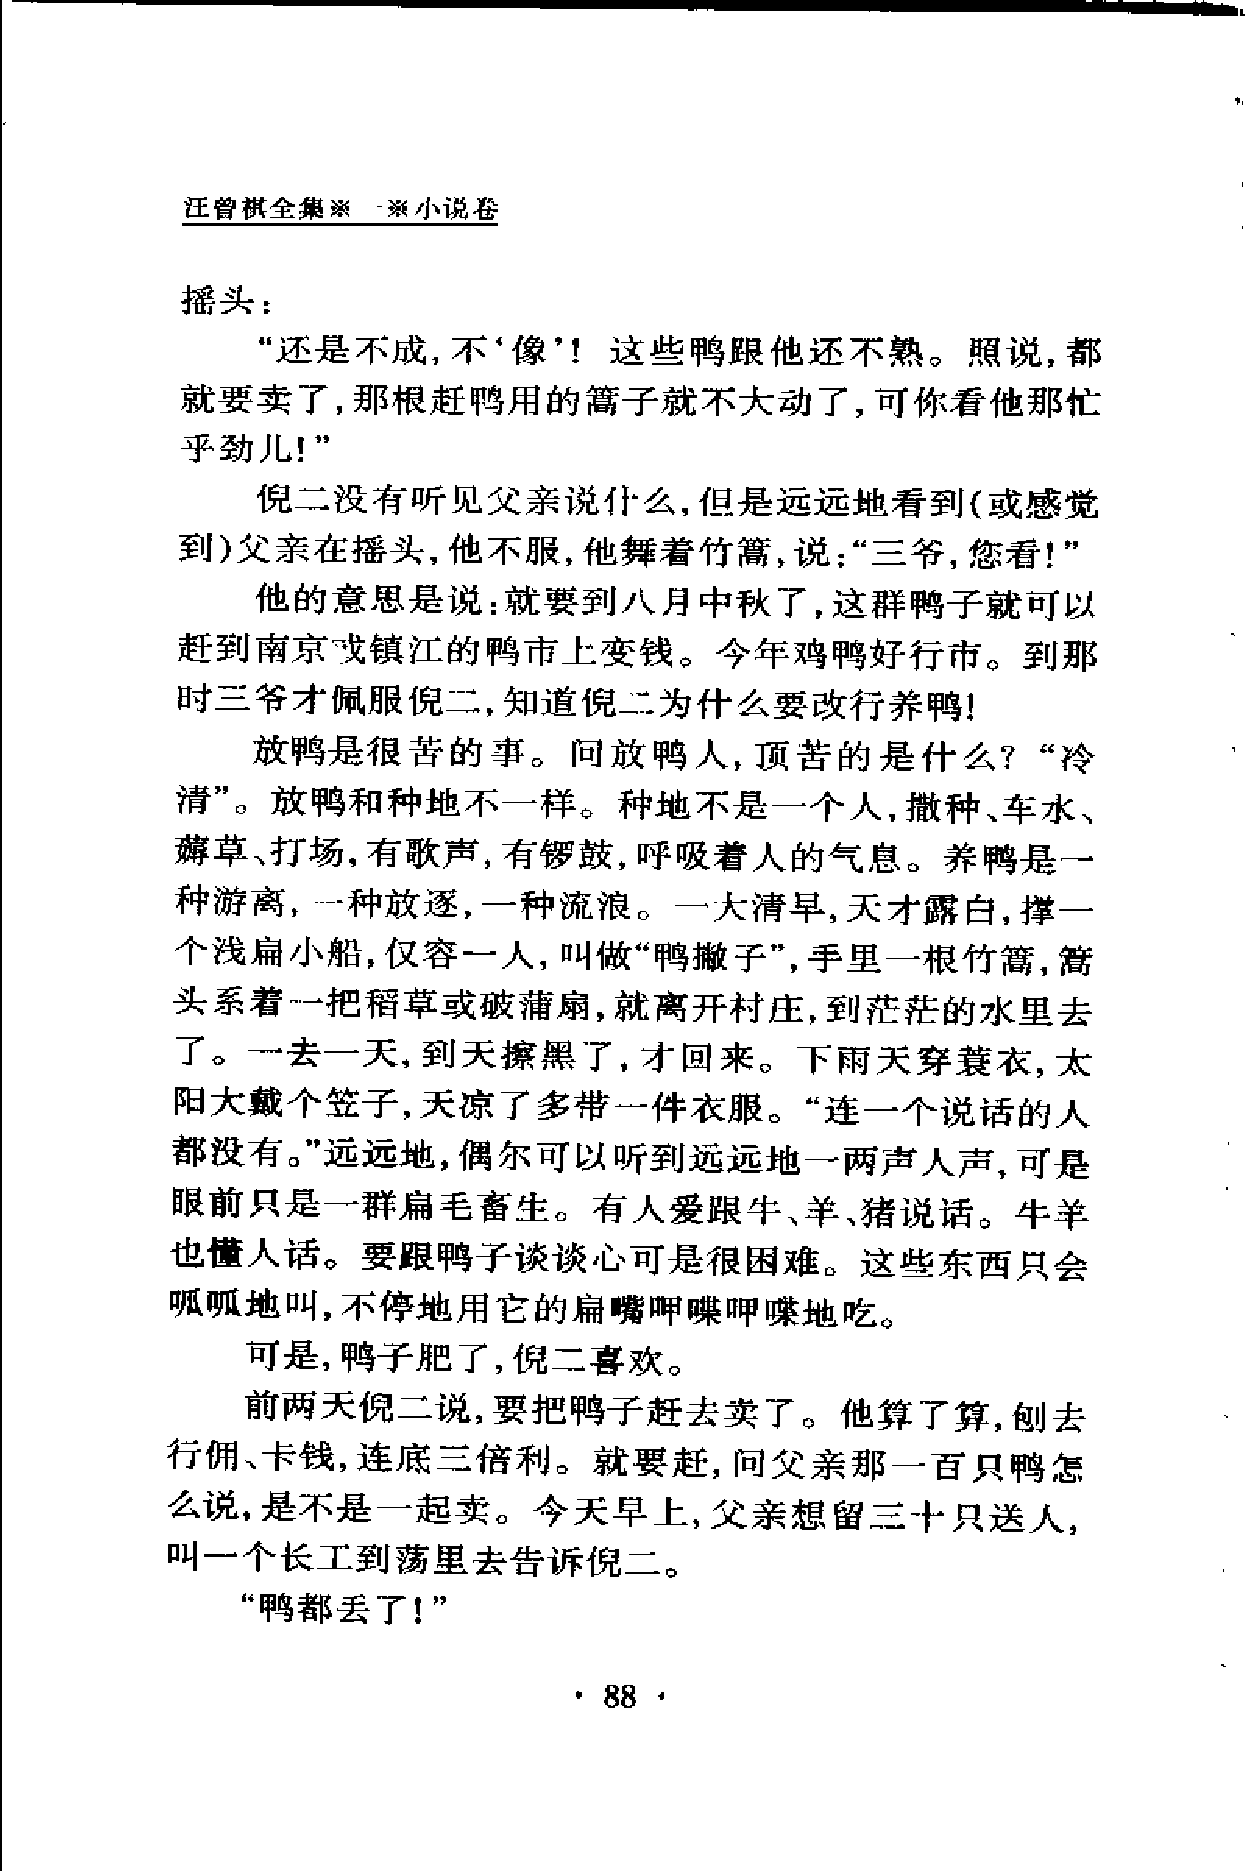 汪曾祺全集※一※小说卷
摇头：
“还是不成，不‘像’！这些鸭跟他还不熟。照说，都
就要卖了，那根赶鸭用的篙子就不大动了，可你看他那忙
乎劲儿！”
倪二没有听见父亲说什么，但是远远地看到（或感觉
到）父亲在摇头，他不服，他舞着竹篙，说：“三爷，您看！”
他的意思是说：就要到八月中秋了，这群鸭子就可以
赶到南京或镇江的鸭市上变钱。今年鸡鸭好行市。到那
时三爷才佩服倪二，知道倪二为什么要改行养鸭！
放鸭是很苦的事。问放鸭人，顶苦的是什么？“冷
清”。放鸭和种地不一样。种地不是一个人，撒种、车水、
薅草、打场，有歌声，有锣鼓，呼吸着人的气息。养鸭是一
种游离，一种放逐，一种流浪。一大清早，天才露白，撑一
个浅扁小船，仅容一人，叫做“鸭撇子”，手里一根竹篙，篙
头系着一把稻草或破蒲扇，就离开村庄，到茫茫的水里去
了。一去一天，到天擦黑了，才回来。下雨天穿蓑衣，太
阳大戴个笠子，天凉了多带一件衣服。“连一个说话的人
都没有。”远远地，偶尔可以听到远远地一两声人声，可是
眼前只是一群扁毛畜生。有人爱跟牛、羊、猪说话。牛羊
也懂人话。要跟鸭子谈谈心可是很困难。这些东西只会
呱呱地叫，不停地用它的扁嘴呷喋呷喋地吃。
可是，鸭子肥了，倪二喜欢。
前两天倪二说，要把鸭子赶去卖了。他算了算，刨去
行佣、卡钱，连底三倍利。就要赶，问父亲那一百只鸭怎
么说，是不是一起卖。今天早上，父亲想留三十只送人，
叫一个长工到荡里去告诉倪二。
“鸭都丢了！”
· 88 ·